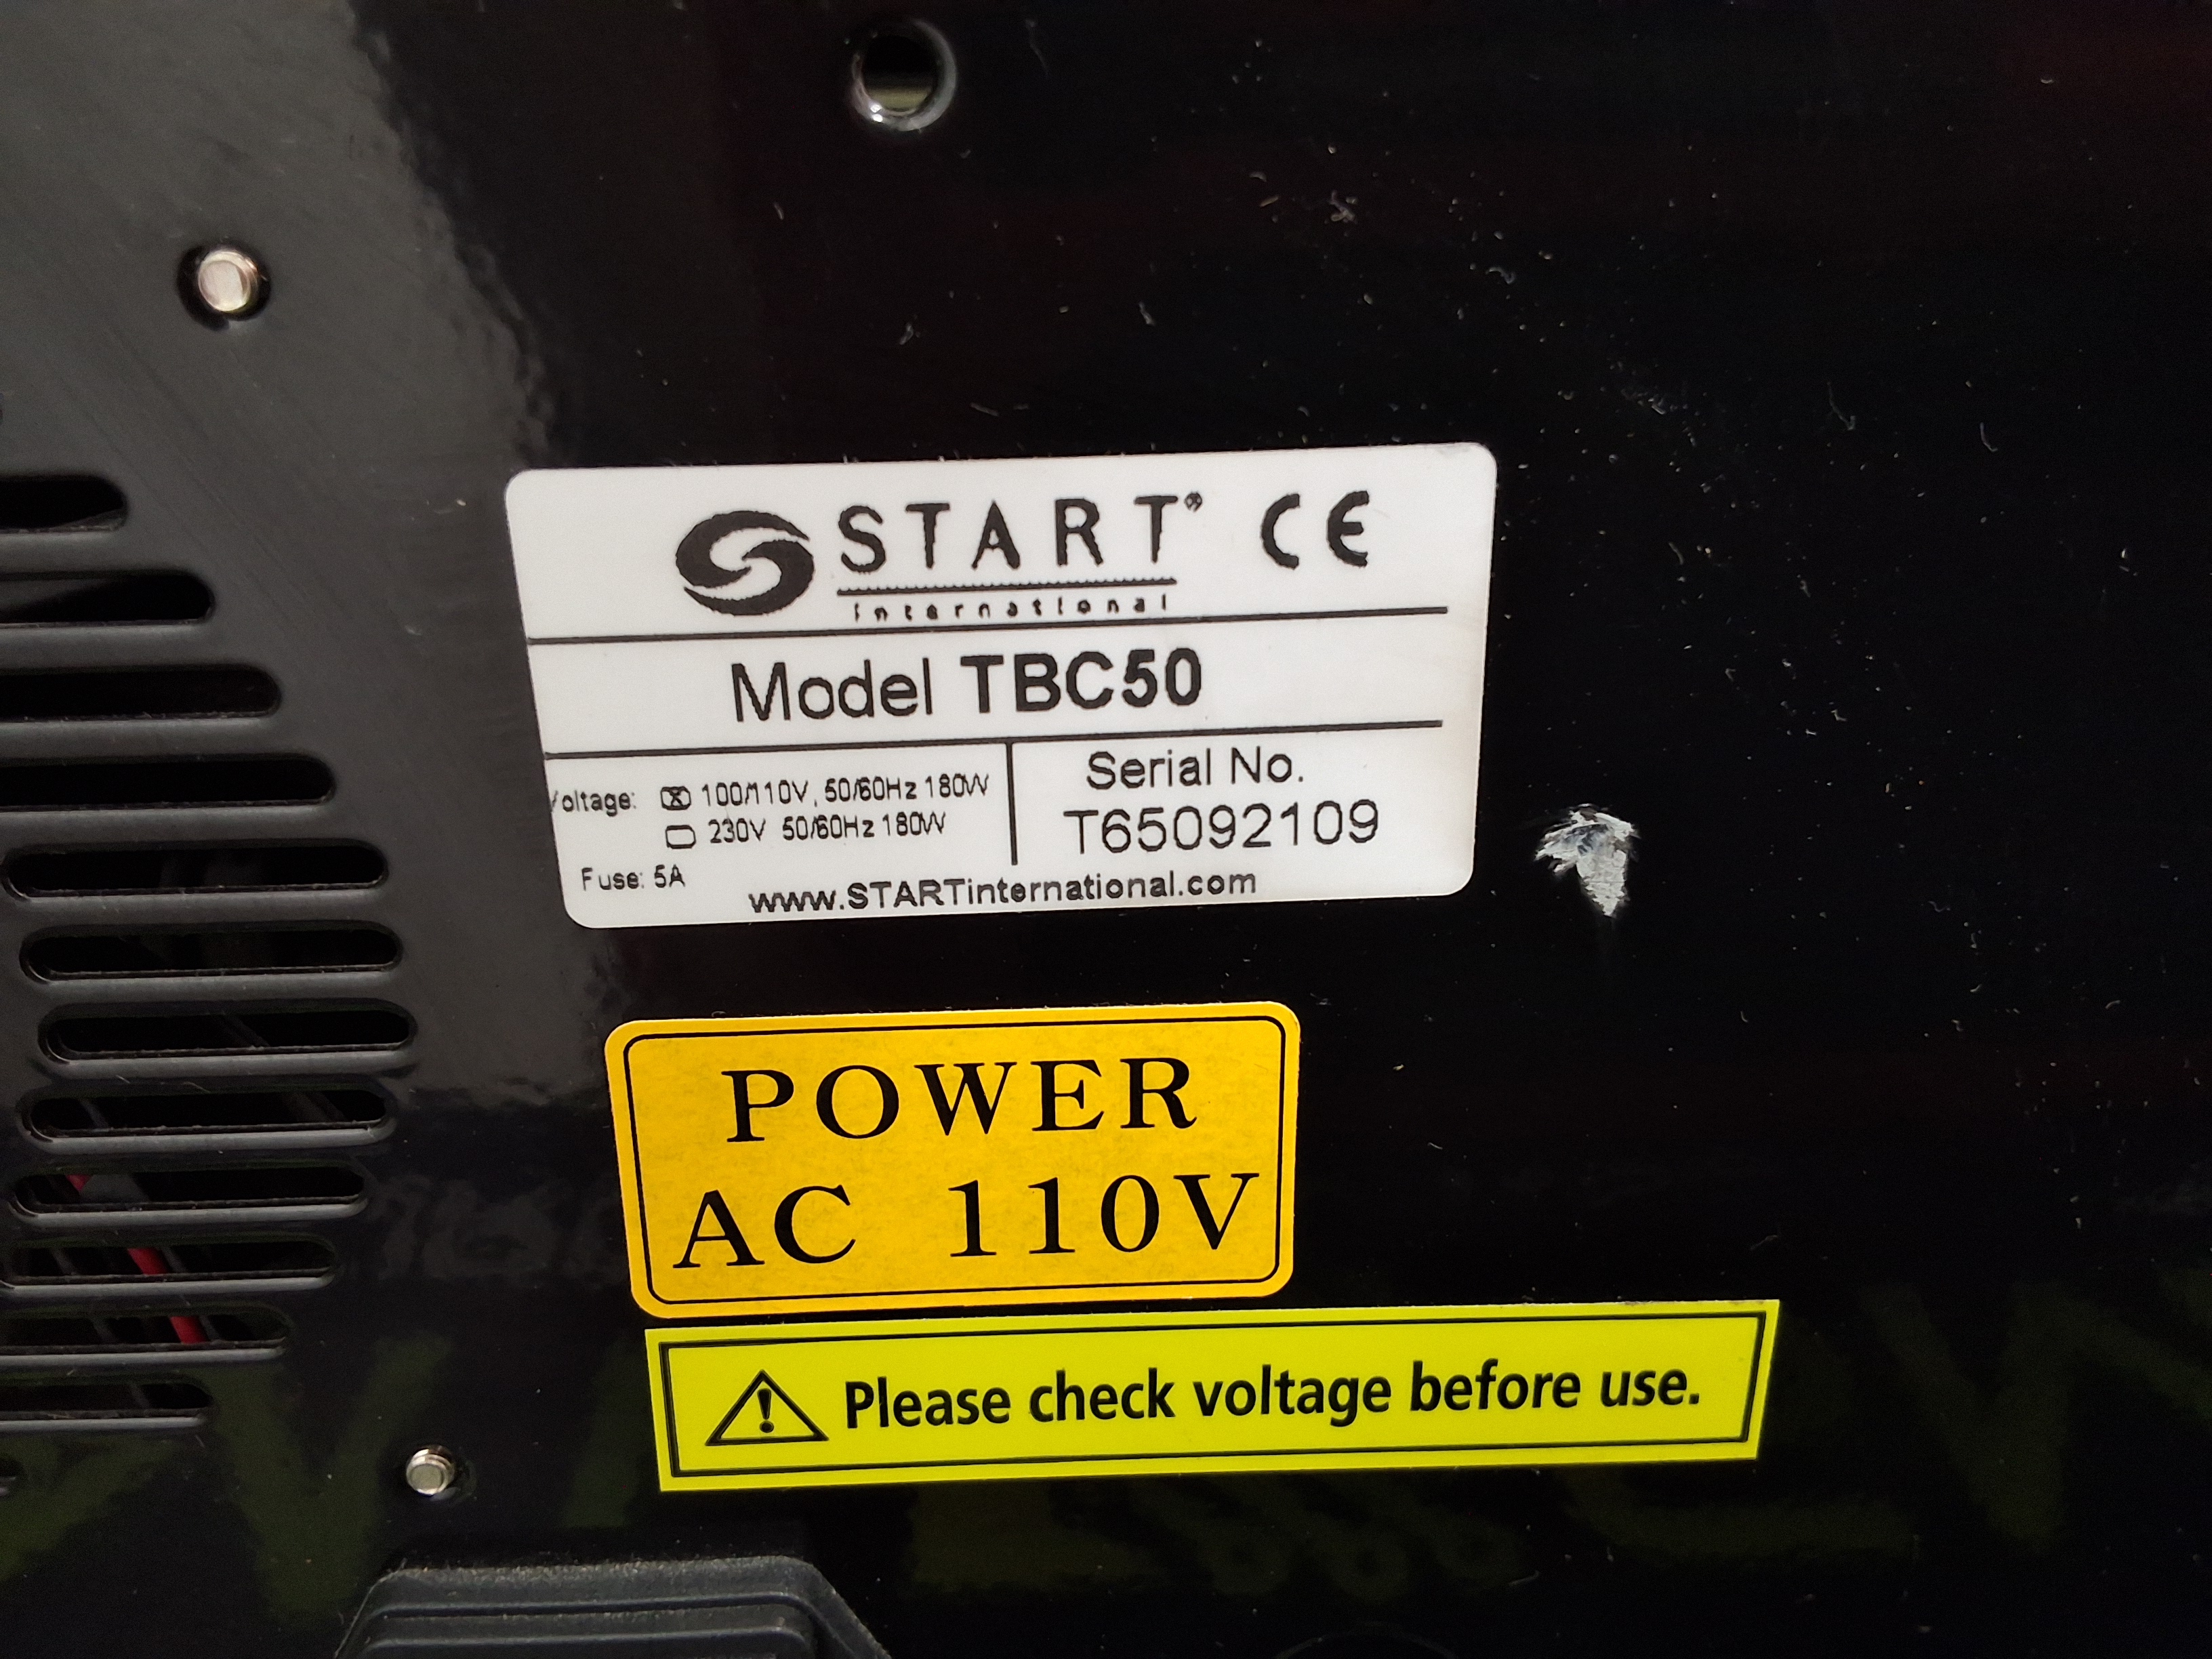 START® CE
international
Model TBC50
Voltage: ☒ 100/110V, 50/60Hz 180W
☐ 230V 50/60Hz 180W
Fuse: 5A
Serial No.
T65092109
www.STARTinternational.com
POWER
AC 110V
Please check voltage before use.